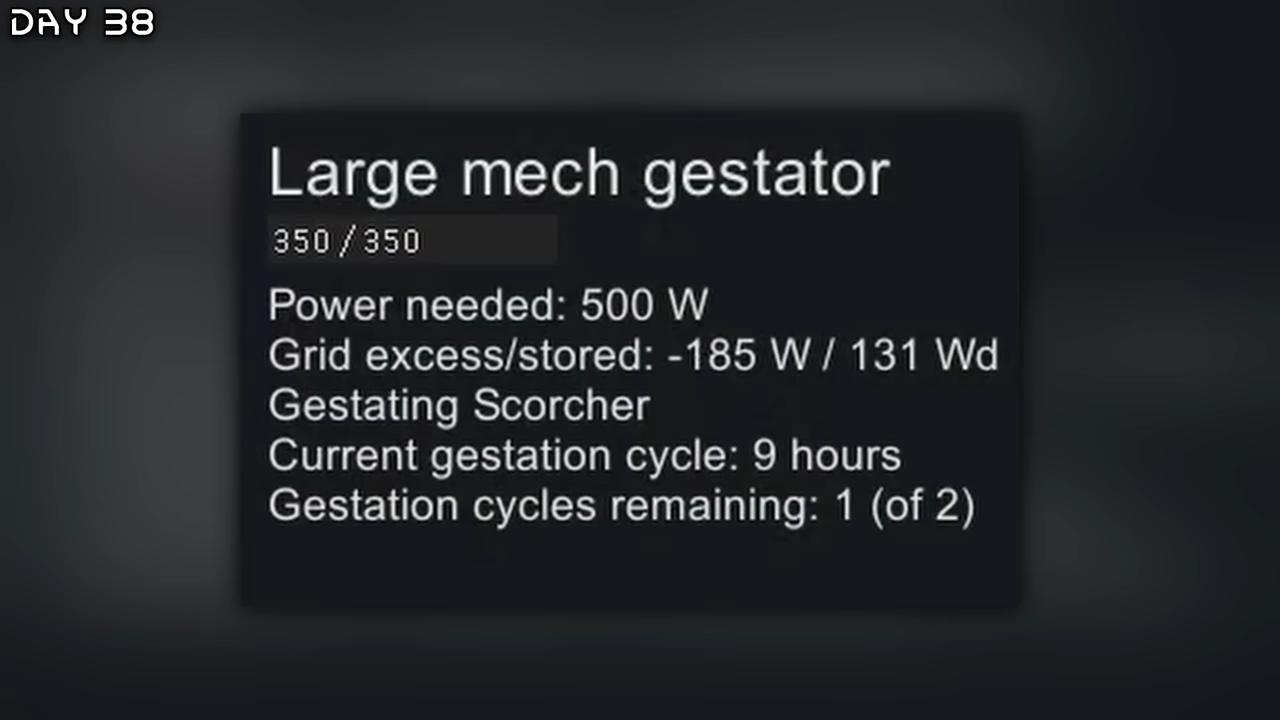 DAY 38
Large mech gestator
350 / 350
Power needed: 500 W
Grid excess/stored: -185 W / 131 Wd
Gestating Scorcher
Current gestation cycle: 9 hours
Gestation cycles remaining: 1 (of 2)